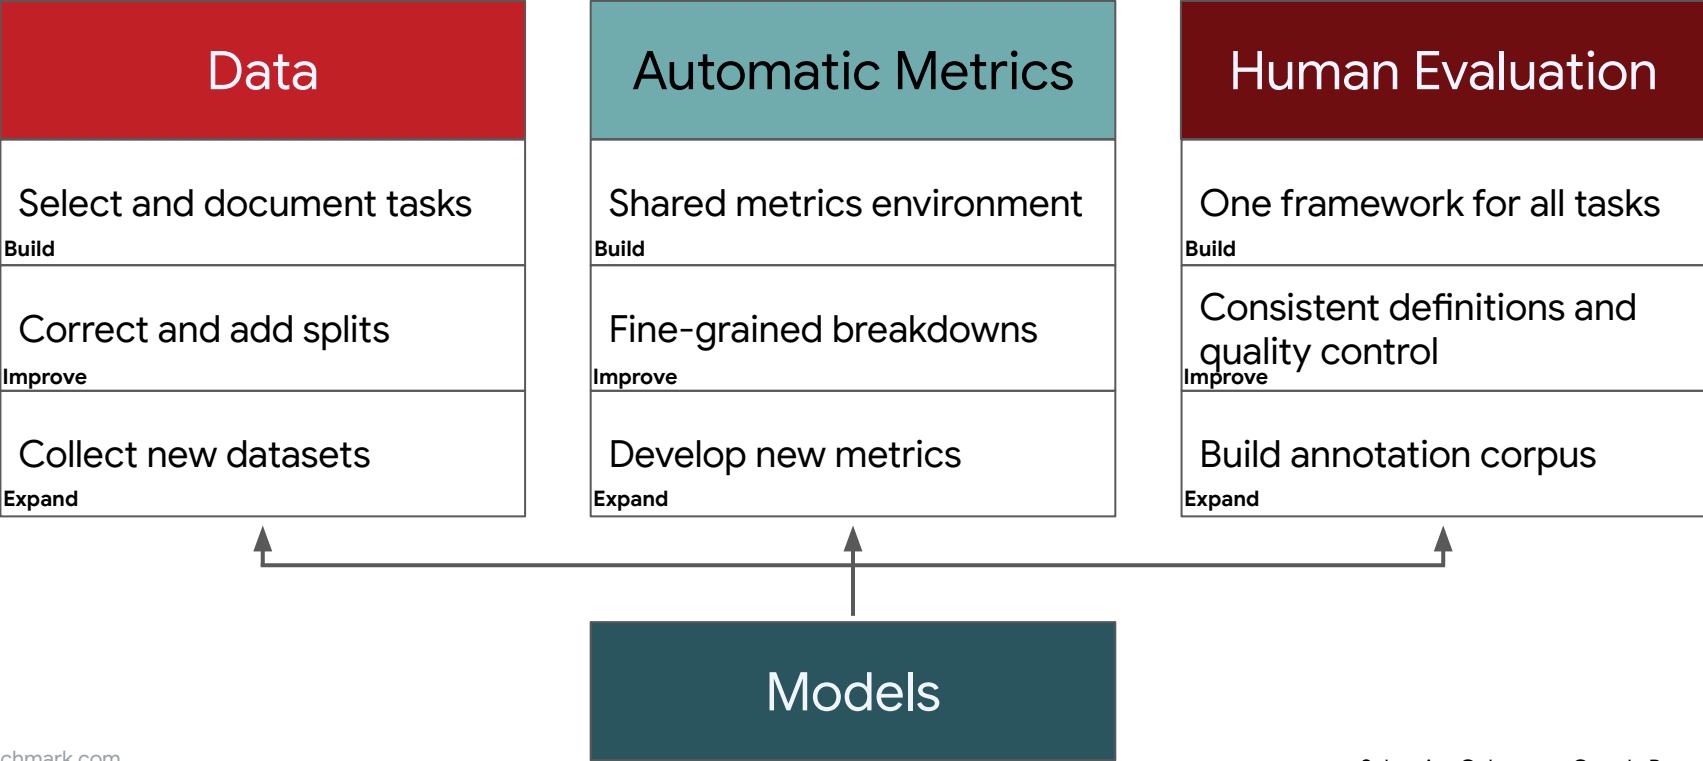 Data
Select and document tasks
Build
Correct and add splits
Improve
Collect new datasets
Expand
Automatic Metrics
Shared metrics environment
Build
Fine-grained breakdowns
Improve
Develop new metrics
Expand
Human Evaluation
One framework for all tasks
Build
Consistent definitions and
quality control
Improve
Build annotation corpus
Expand
Models
chmark.com